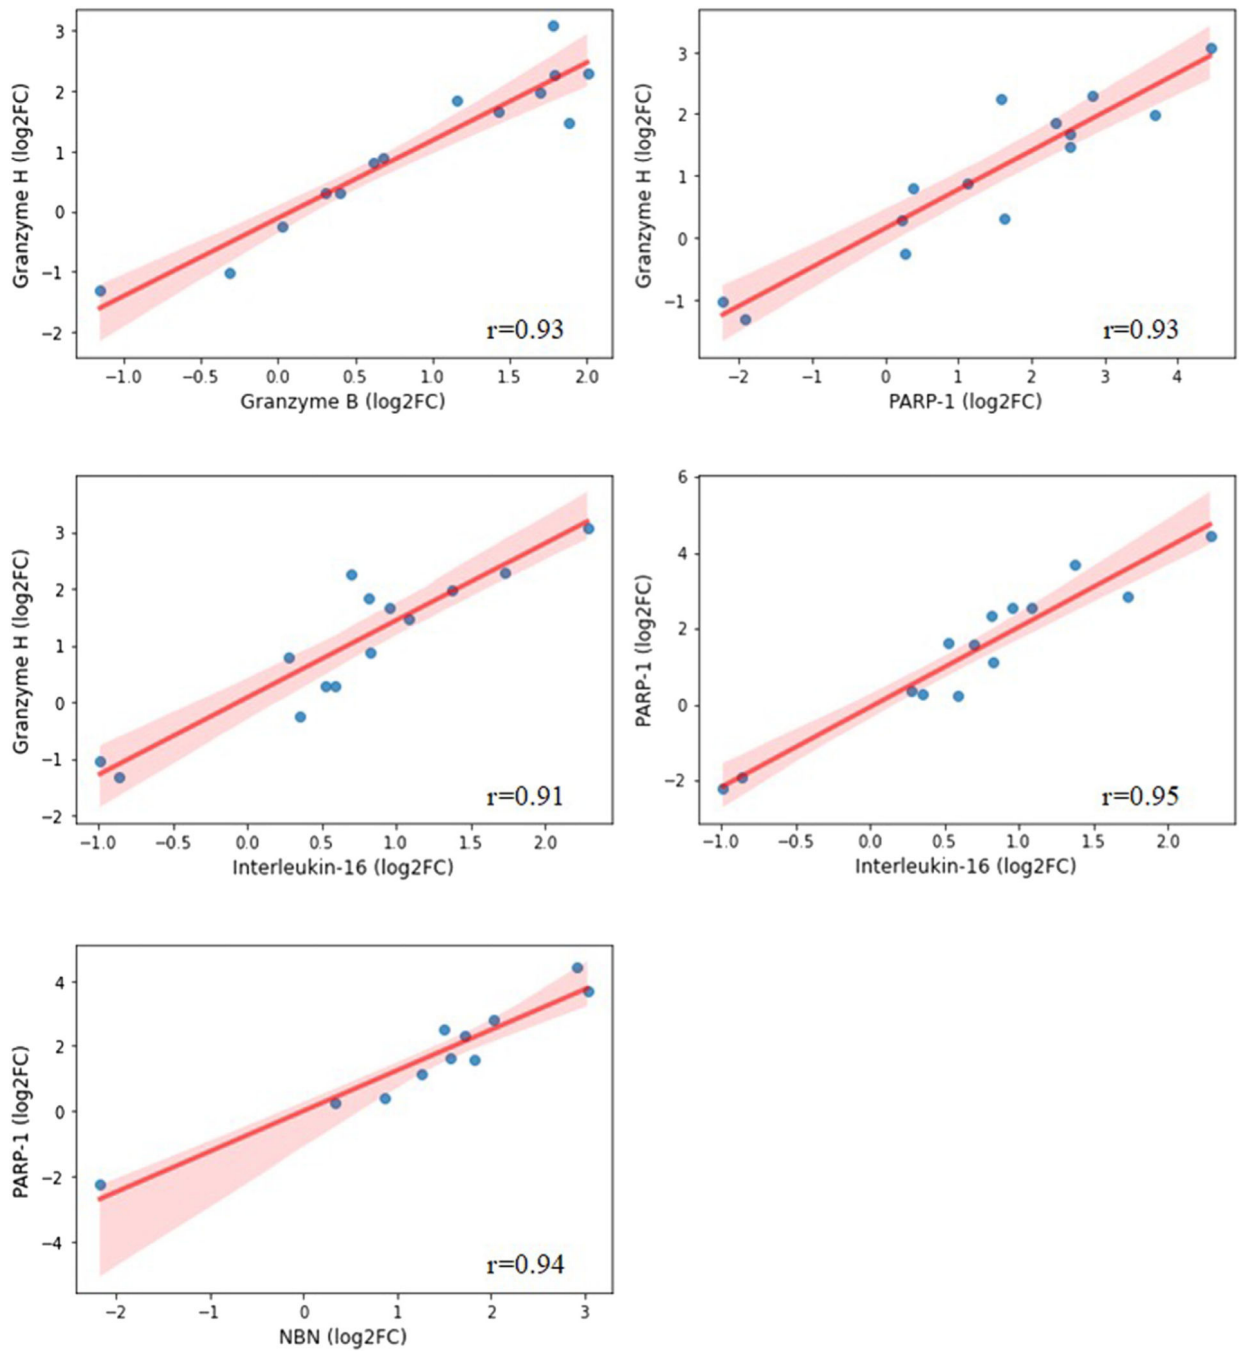 3
2
1
0
−1
−2
Granzyme H (log2FC)
r=0.93
−1.0 −0.5 0.0 0.5 1.0 1.5 2.0
Granzyme B (log2FC)
3
2
1
0
−1
Granzyme H (log2FC)
r=0.93
−2 −1 0 1 2 3 4
PARP-1 (log2FC)
3
2
1
0
−1
−2
Granzyme H (log2FC)
r=0.91
−1.0 −0.5 0.0 0.5 1.0 1.5 2.0
Interleukin-16 (log2FC)
6
4
2
0
−2
PARP-1 (log2FC)
r=0.95
−1.0 −0.5 0.0 0.5 1.0 1.5 2.0
Interleukin-16 (log2FC)
4
2
0
−2
−4
PARP-1 (log2FC)
r=0.94
−2 −1 0 1 2 3
NBN (log2FC)